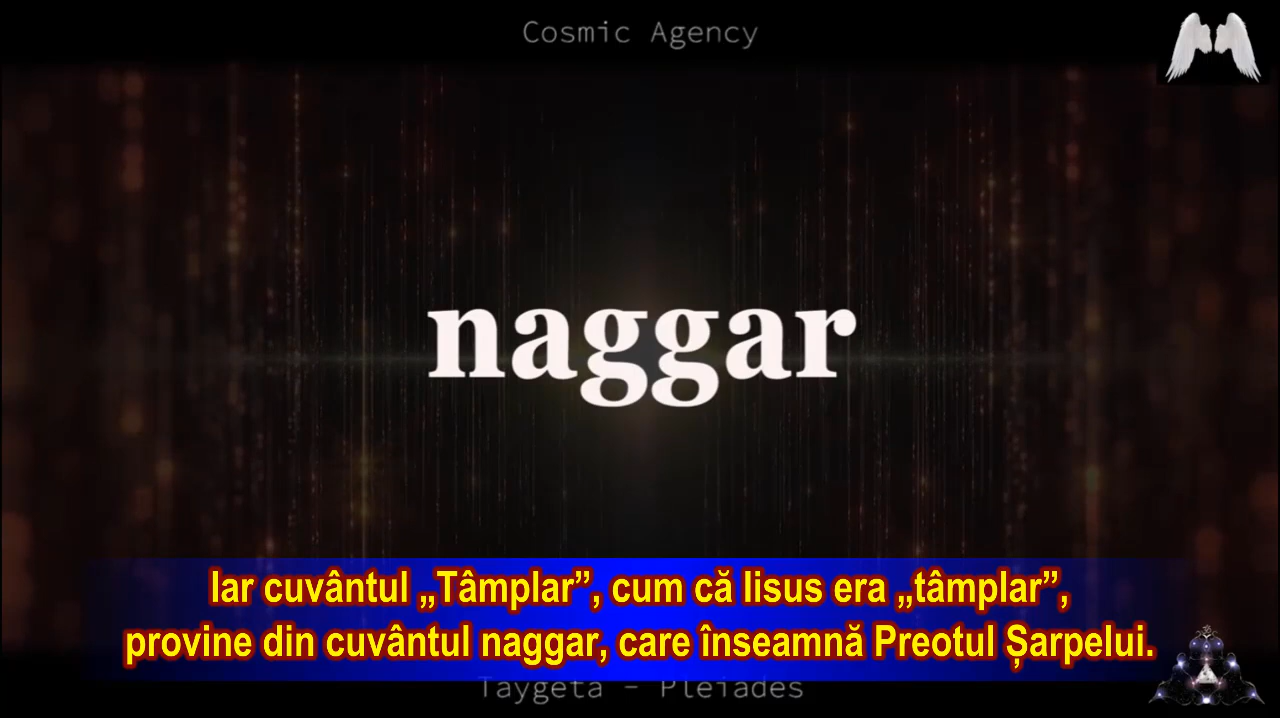 Cosmic Agency
naggar
Iar cuvântul „Tâmplar”, cum că Iisus era „tâmplar”,
provine din cuvântul naggar, care înseamnă Preotul Șarpelui.
Taygeta - Pleiades